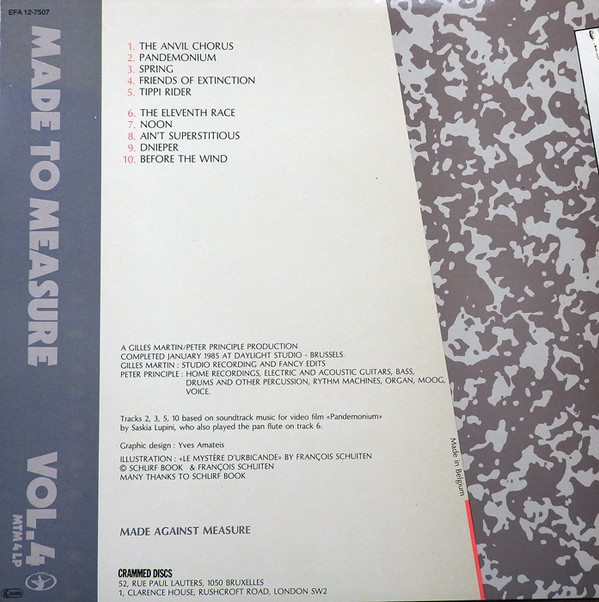 EFA 12-7507
MADE TO MEASURE
VOL.4
MTM 4 LP
1. THE ANVIL CHORUS
2. PANDEMONIUM
3. SPRING
4. FRIENDS OF EXTINCTION
5. TIPPI RIDER
6. THE ELEVENTH RACE
7. NOON
8. AIN'T SUPERSTITIOUS
9. DNIEPER
10. BEFORE THE WIND
A GILLES MARTIN/PETER PRINCIPLE PRODUCTION
COMPLETED JANUARY 1985 AT DAYLIGHT STUDIO - BRUSSELS.
GILLES MARTIN : STUDIO RECORDING AND FANCY EDITS
PETER PRINCIPLE : HOME RECORDINGS, ELECTRIC AND ACOUSTIC GUITARS, BASS,
DRUMS AND OTHER PERCUSSION, RYTHM MACHINES, ORGAN, MOOG,
VOICE.
Tracks 2, 3, 5, 10 based on soundtrack music for video film «Pandemonium»
by Saskia Lupini, who also played the pan flute on track 6.
Graphic design : Yves Amateis
ILLUSTRATION : «LE MYSTÈRE D'URBICANDE» BY FRANÇOIS SCHUITEN
© SCHLIRF BOOK & FRANÇOIS SCHUITEN
MANY THANKS TO SCHLIRF BOOK
Made in Belgium
MADE AGAINST MEASURE
CRAMMED DISCS
52, RUE PAUL LAUTERS, 1050 BRUXELLES
1, CLARENCE HOUSE, RUSHCROFT ROAD, LONDON SW2